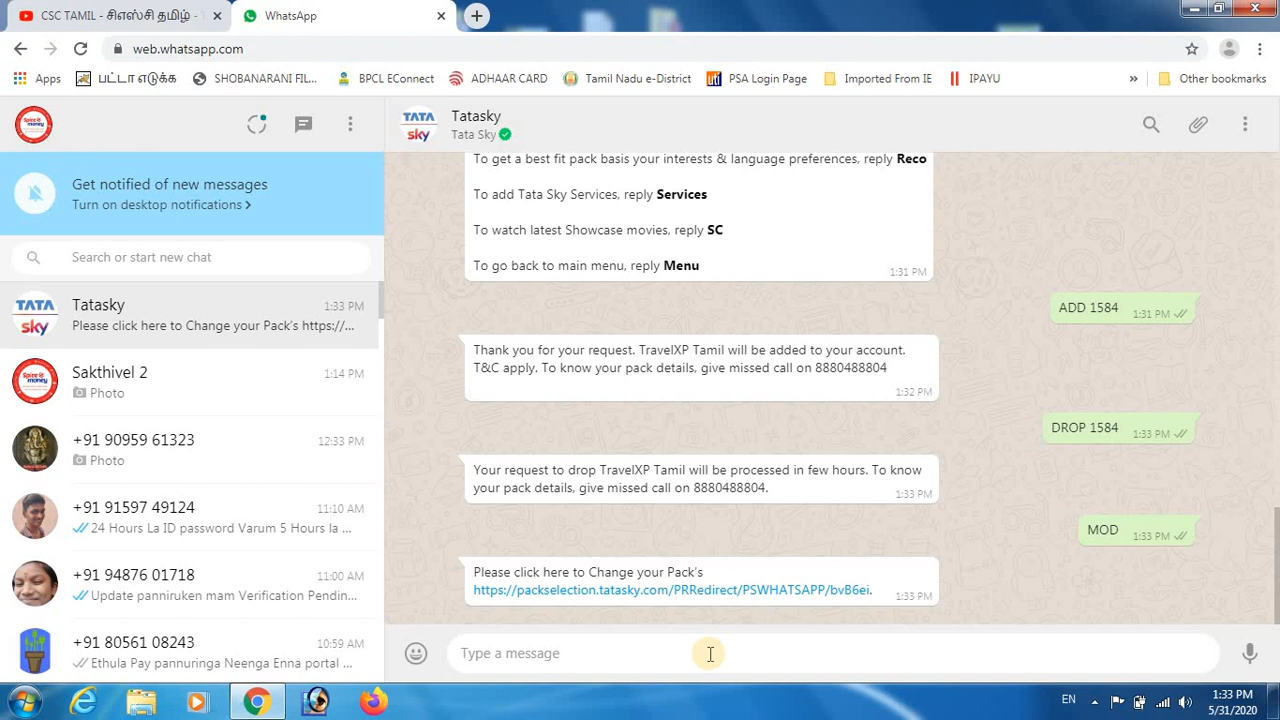 CSC TAMIL - சிஎஸ்சி தமிழ் -
WhatsApp
web.whatsapp.com
Apps
பட்டா எடுக்க
SHOBANARANI FIL...
BPCL EConnect
ADHAAR CARD
Tamil Nadu e-District
uti
PSA Login Page
Imported From IE
IPAYU
»
Other bookmarks
Spice
money
TATA
sky
Tatasky
Tata Sky
Get notified of new messages
Turn on desktop notifications >
Search or start new chat
TATA
sky
Tatasky
1:33 PM
Please click here to Change your Pack's https://...
Spice
money
Sakthivel 2
1:14 PM
Photo
+91 90959 61323
12:33 PM
Photo
+91 91597 49124
11:10 AM
24 Hours La ID password Varum 5 Hours la ...
+91 94876 01718
11:00 AM
Update panniruken mam Verification Pendin...
+91 80561 08243
10:59 AM
Ethula Pay pannuringa Neenga Enna portal ...
To get a best fit pack basis your interests & language preferences, reply Reco
To add Tata Sky Services, reply Services
To watch latest Showcase movies, reply SC
To go back to main menu, reply Menu
1:31 PM
ADD 1584 1:31 PM
Thank you for your request. TravelXP Tamil will be added to your account.
T&C apply. To know your pack details, give missed call on 8880488804
1:32 PM
DROP 1584 1:33 PM
Your request to drop TravelXP Tamil will be processed in few hours. To know
your pack details, give missed call on 8880488804.
1:33 PM
MOD 1:33 PM
Please click here to Change your Pack's
https://packselection.tatasky.com/PRRedirect/PSWHATSAPP/bvB6ei.
1:33 PM
Type a message
EN
1:33 PM
5/31/2020